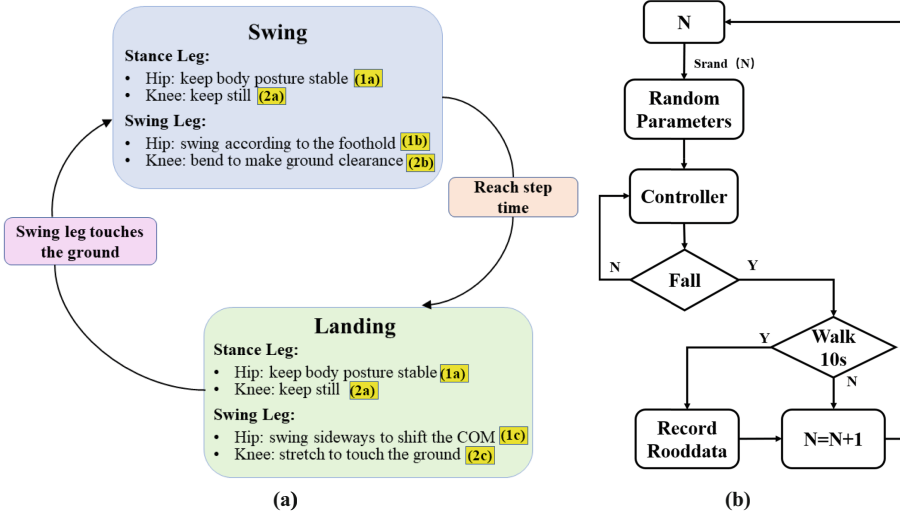 Swing
Stance Leg:
• Hip: keep body posture stable (1a)
• Knee: keep still (2a)
Swing Leg:
• Hip: swing according to the foothold (1b)
• Knee: bend to make ground clearance (2b)
Reach step
time
Swing leg touches
the ground
Landing
Stance Leg:
• Hip: keep body posture stable (1a)
• Knee: keep still (2a)
Swing Leg:
• Hip: swing sideways to shift the COM (1c)
• Knee: stretch to touch the ground (2c)
(a)
N
Srand (N)
Random
Parameters
Controller
Fall
N
Y
Walk
10s
Y
N
Record
Rooddata
N=N+1
(b)